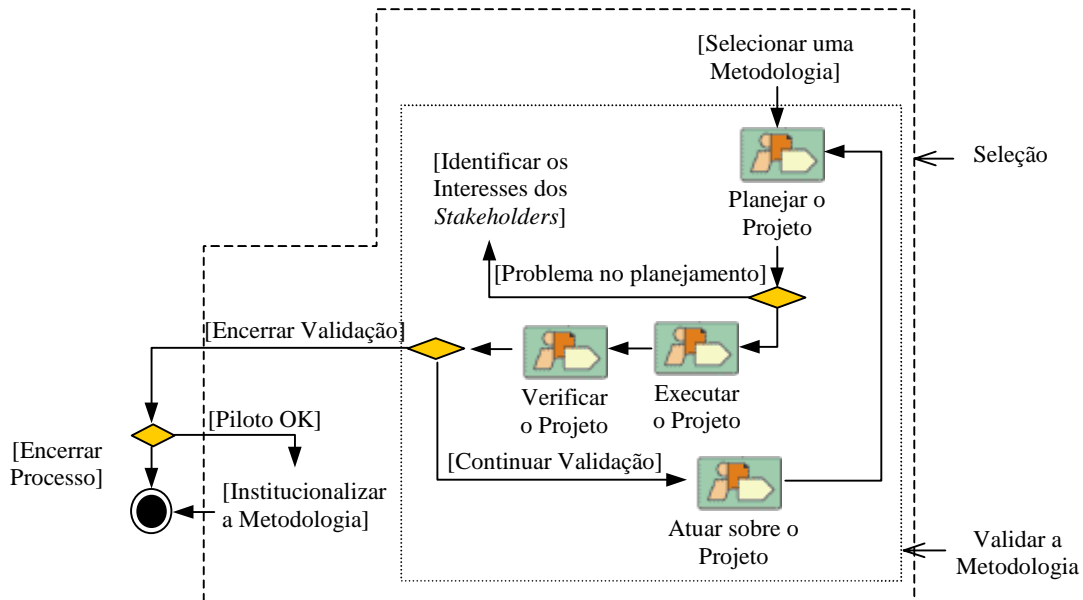 [Selecionar uma
Metodologia]
Seleção
[Identificar os
Interesses dos
Stakeholders]
Planejar o
Projeto
[Problema no planejamento]
[Encerrar Validação]
Verificar
o Projeto
Executar
o Projeto
[Piloto OK]
[Encerrar
Processo]
[Continuar Validação]
[Institucionalizar
a Metodologia]
Atuar sobre o
Projeto
Validar a
Metodologia